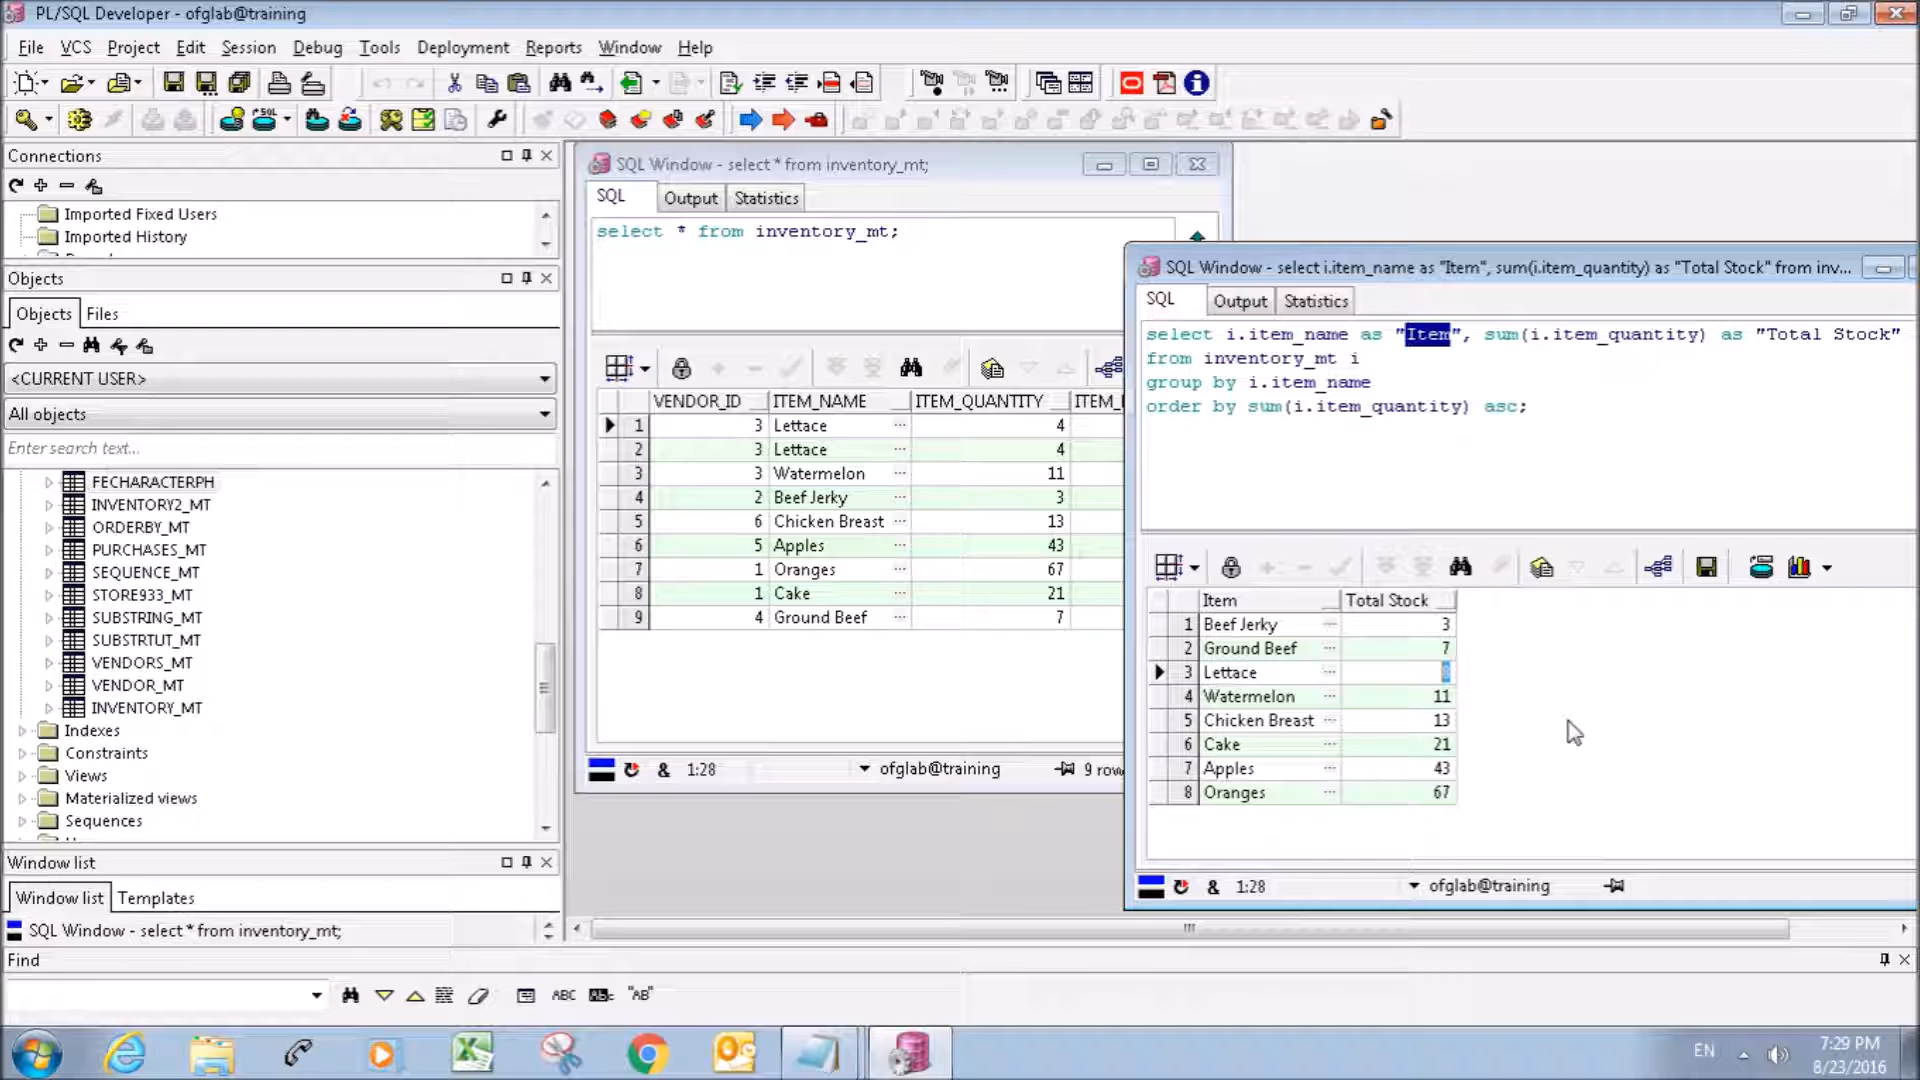 PL/SQL Developer - ofglab@training
File VCS Project Edit Session Debug Tools Deployment Reports Window Help
Connections
Imported Fixed Users
Imported History
Objects
Objects Files
<CURRENT USER>
All objects
Enter search text...
FECHARACTERPH
INVENTORY2_MT
ORDERBY_MT
PURCHASES_MT
SEQUENCE_MT
STORE933_MT
SUBSTRING_MT
SUBSTRTUT_MT
VENDORS_MT
VENDOR_MT
INVENTORY_MT
Indexes
Constraints
Views
Materialized views
Sequences
Window list
Window list Templates
SQL Window - select * from inventory_mt;
Find
ABC "AB"
SQL Window - select * from inventory_mt;
SQL Output Statistics
select * from inventory_mt;
VENDOR_ID ITEM_NAME ITEM_QUANTITY ITEM_
1 3 Lettace ... 4
2 3 Lettace ... 4
3 3 Watermelon ... 11
4 2 Beef Jerky ... 3
5 6 Chicken Breast ... 13
6 5 Apples ... 43
7 1 Oranges ... 67
8 1 Cake ... 21
9 4 Ground Beef ... 7
& 1:28 ofglab@training 9 row
SQL Window - select i.item_name as "Item", sum(i.item_quantity) as "Total Stock" from inv...
SQL Output Statistics
select i.item_name as "Item", sum(i.item_quantity) as "Total Stock"
from inventory_mt i
group by i.item_name
order by sum(i.item_quantity) asc;
Item Total Stock
1 Beef Jerky ... 3
2 Ground Beef ... 7
3 Lettace ... 8
4 Watermelon ... 11
5 Chicken Breast ... 13
6 Cake ... 21
7 Apples ... 43
8 Oranges ... 67
& 1:28 ofglab@training
EN
7:29 PM
8/23/2016